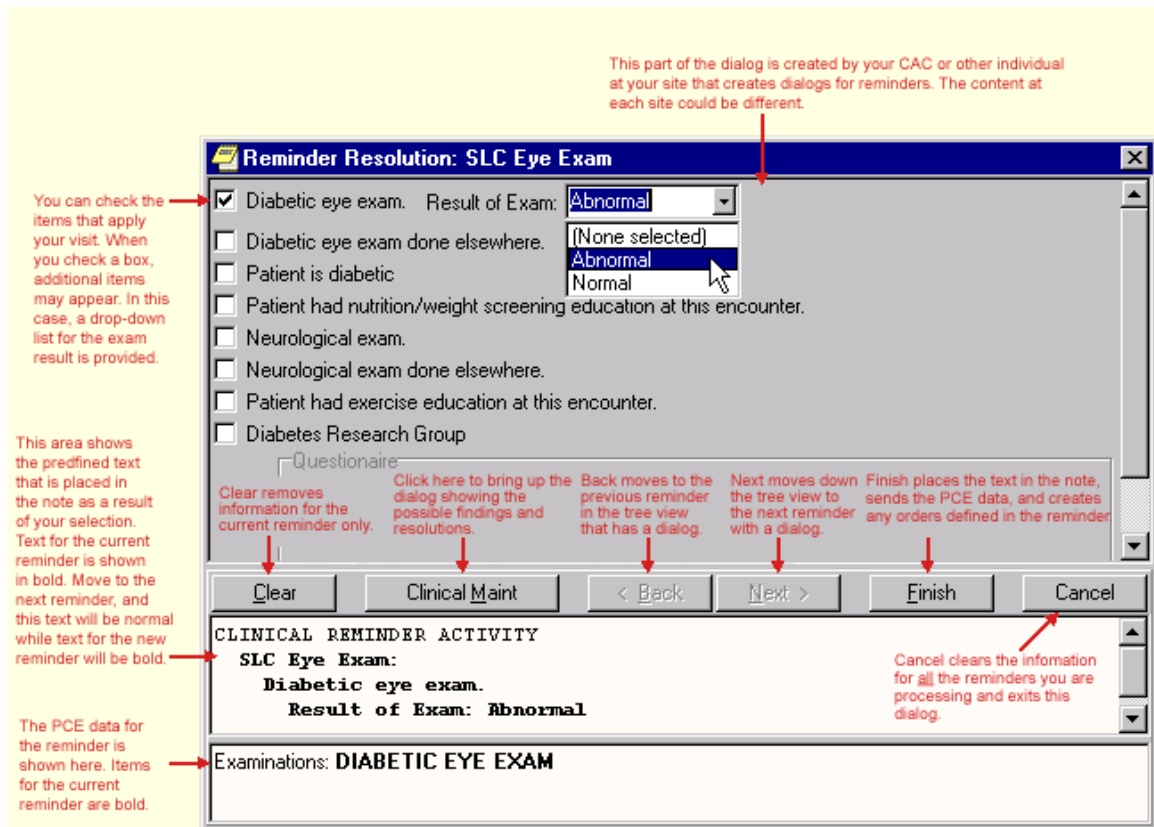 This part of the dialog is created by your CAC or other individual
at your site that creates dialogs for reminders. The content at
each site could be different.
Reminder Resolution: SLC Eye Exam
You can check the
items that apply
your visit. When
you check a box,
additional items
may appear. In this
case, a drop-down
list for the exam
result is provided.
Diabetic eye exam. Result of Exam: Abnormal
(None selected)
Abnormal
Normal
Diabetic eye exam done elsewhere.
Patient is diabetic
Patient had nutrition/weight screening education at this encounter.
Neurological exam.
Neurological exam done elsewhere.
Patient had exercise education at this encounter.
Diabetes Research Group
Questionaire
This area shows
the predfined text
that is placed in
the note as a result
of your selection.
Text for the current
reminder is shown
in bold. Move to the
next reminder, and
this text will be normal
while text for the new
reminder will be bold.
Clear removes
information for the
current reminder only.
Click here to bring up the
dialog showing the
possible findings and
resolutions.
Back moves to the
previous reminder
in the tree view
that has a dialog.
Next moves down
the tree view to
the next reminder
with a dialog.
Finish places the text in the note,
sends the PCE data, and creates
any orders defined in the reminder.
Clear Clinical Maint < Back Next > Finish Cancel
CLINICAL REMINDER ACTIVITY
SLC Eye Exam:
Diabetic eye exam.
Result of Exam: Abnormal
Cancel clears the infomation
for all the reminders you are
processing and exits this
dialog.
The PCE data for
the reminder is
shown here. Items
for the current
reminder are bold.
Examinations: DIABETIC EYE EXAM